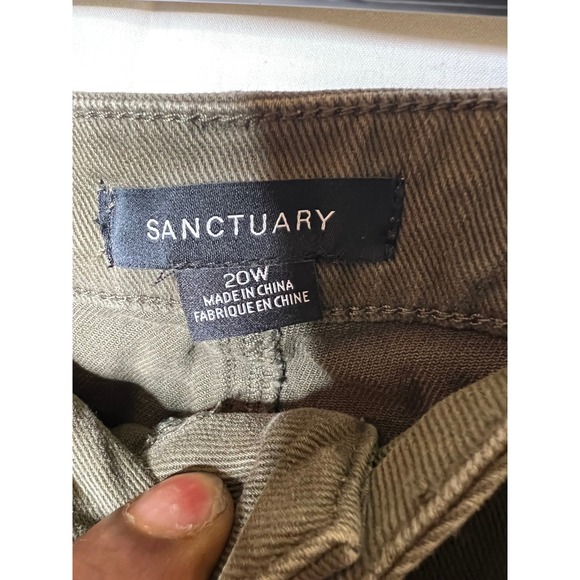 SANCTUARY
20W
MADE IN CHINA
FABRIQUE EN CHINE